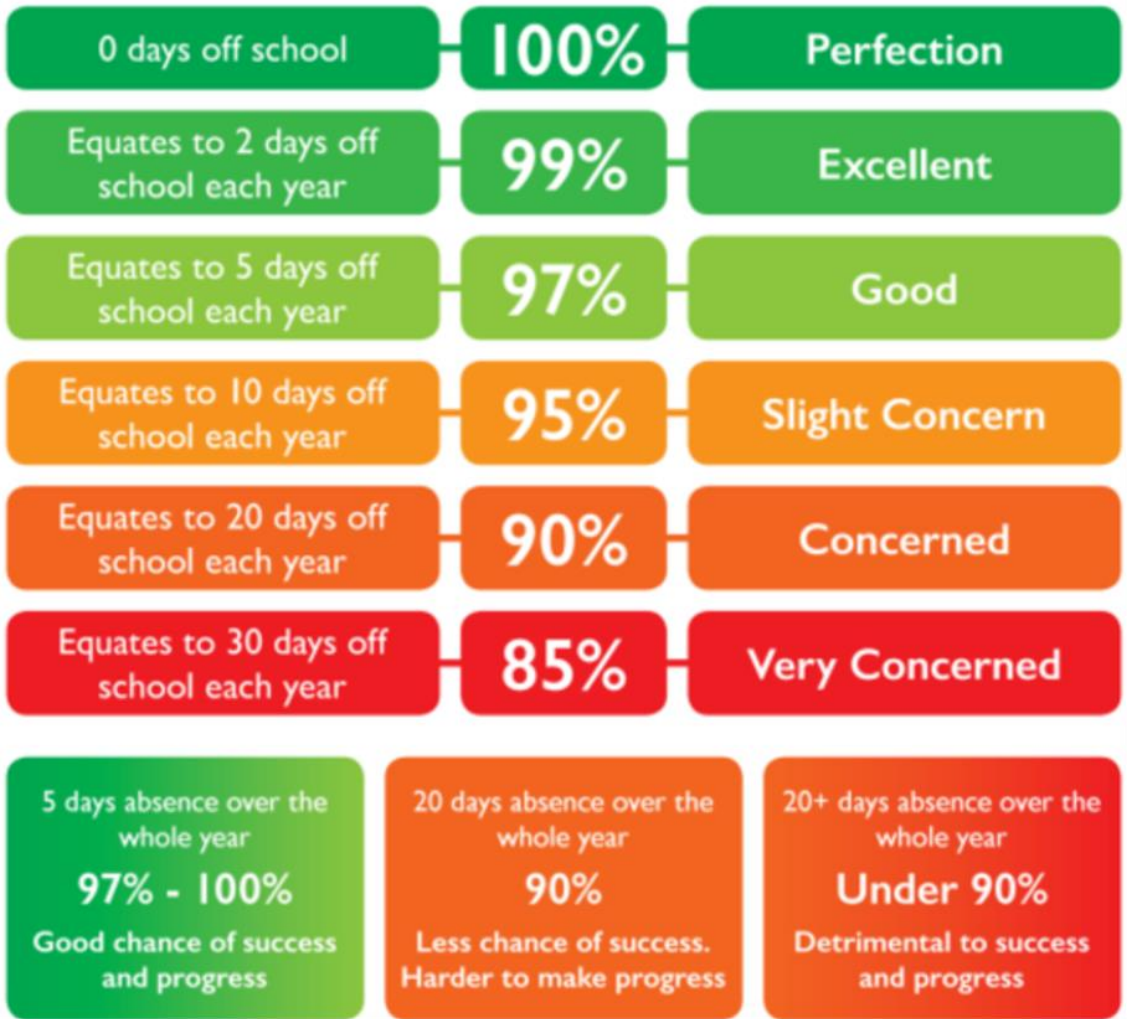 0 days off school
100%
Perfection
Equates to 2 days off
school each year
99%
Excellent
Equates to 5 days off
school each year
97%
Good
Equates to 10 days off
school each year
95%
Slight Concern
Equates to 20 days off
school each year
90%
Concerned
Equates to 30 days off
school each year
85%
Very Concerned
5 days absence over the
whole year
97% - 100%
Good chance of success
and progress
20 days absence over the
whole year
90%
Less chance of success.
Harder to make progress
20+ days absence over the
whole year
Under 90%
Detrimental to success
and progress